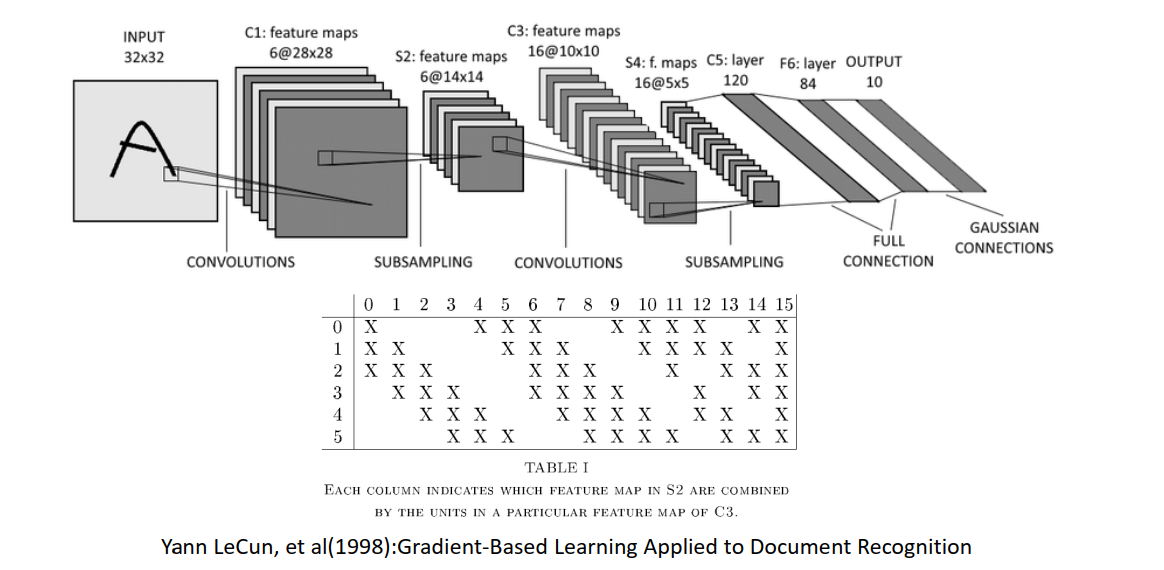 INPUT
32x32
C1: feature maps
6@28x28
S2: feature maps
6@14x14
C3: feature maps
16@10x10
S4: f. maps
16@5x5
C5: layer
120
F6: layer
84
OUTPUT
10
CONVOLUTIONS
SUBSAMPLING
CONVOLUTIONS
SUBSAMPLING
FULL
CONNECTION
GAUSSIAN
CONNECTIONS
0 1 2 3 4 5 6 7 8 9 10 11 12 13 14 15
0 X X X X X X X X X X
1 X X X X X X X X X X
2 X X X X X X X X X X
3 X X X X X X X X X X
4 X X X X X X X X X X
5 X X X X X X X X X X
TABLE I
Each column indicates which feature map in S2 are combined
by the units in a particular feature map of C3.
Yann LeCun, et al(1998):Gradient-Based Learning Applied to Document Recognition